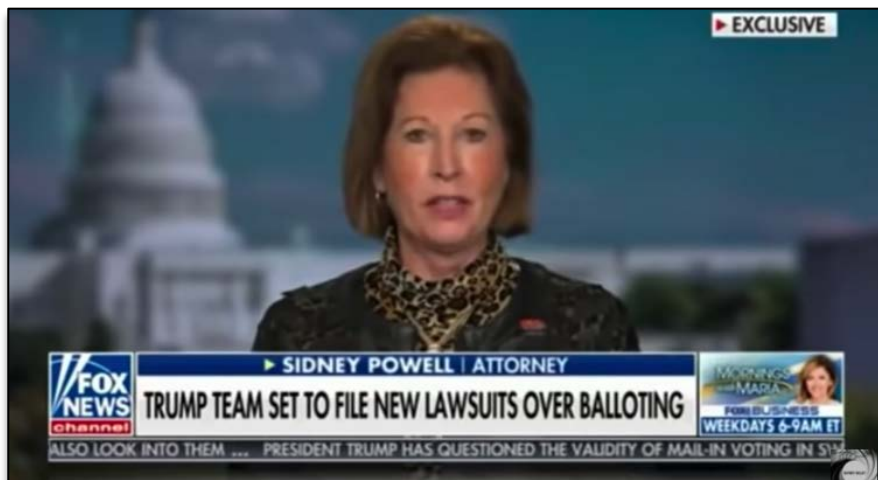 EXCLUSIVE
SIDNEY POWELL | ATTORNEY
FOX
NEWS
channel
TRUMP TEAM SET TO FILE NEW LAWSUITS OVER BALLOTING
MORNINGS
MARIA
FOX BUSINESS
WEEKDAYS 6-9AM ET
ALSO LOOK INTO THEM ... PRESIDENT TRUMP HAS QUESTIONED THE VALIDITY OF MAIL-IN VOTING IN